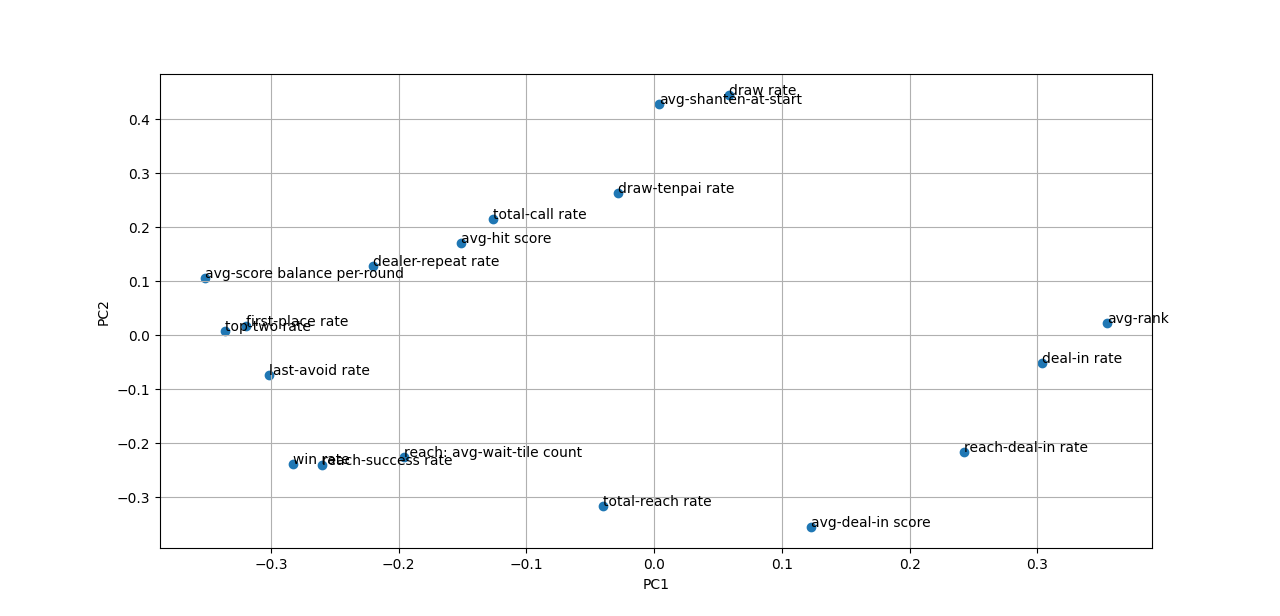 draw rate
avg-shanten-at-start
0.4
0.3
draw-tenpai rate
total-call rate
0.2
avg-hit score
dealer-repeat rate
avg-score balance per-round
0.1
PC2
first-place rate
top-two rate
avg-rank
0.0
deal-in rate
last-avoid rate
−0.1
reach-deal-in rate
−0.2
reach: avg-wait-tile count
win rate
reach-success rate
total-reach rate
−0.3
avg-deal-in score
−0.3
−0.2
−0.1
0.0
0.1
0.2
0.3
PC1